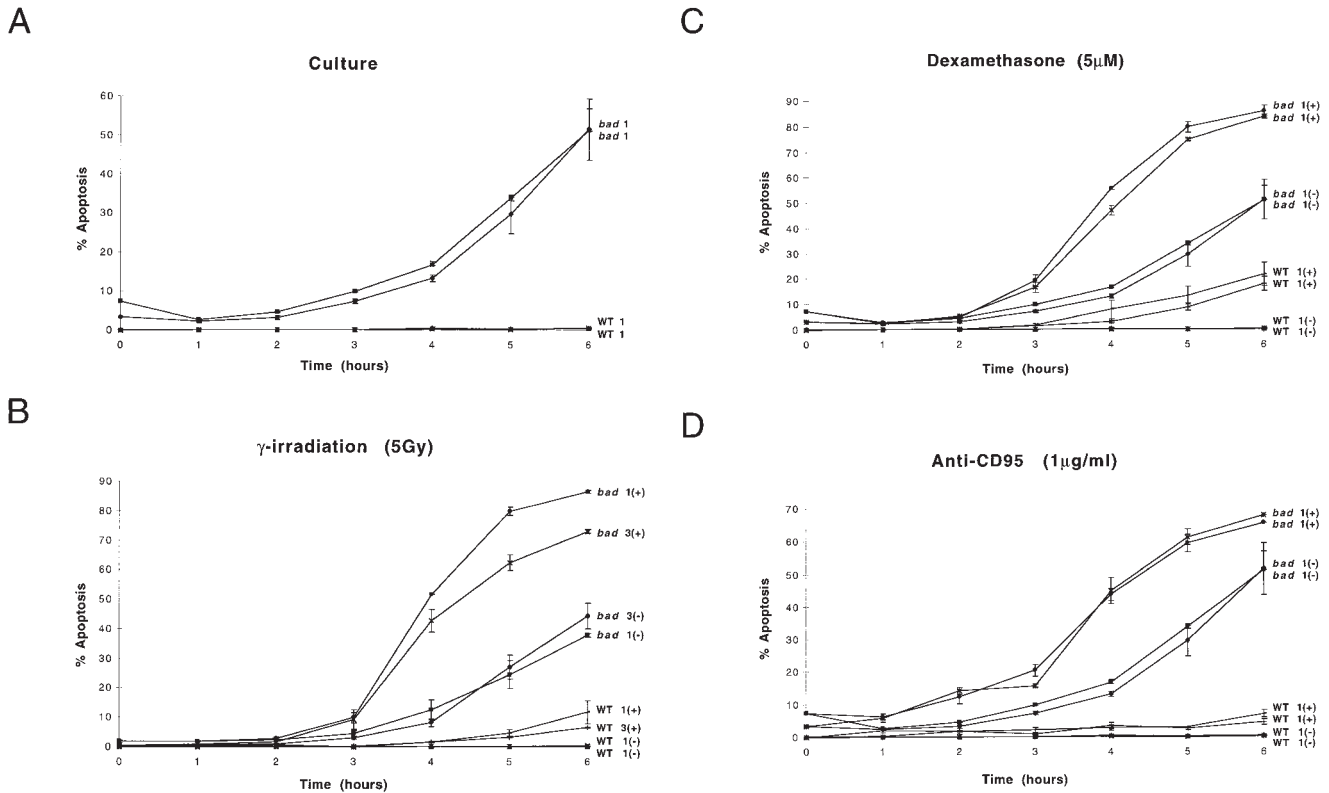 A
Culture
% Apoptosis
60
50
40
30
20
10
0
0 1 2 3 4 5 6
Time (hours)
bad 1
bad 1
WT 1
WT 1
B
γ-irradiation (5Gy)
% Apoptosis
90
80
70
60
50
40
30
20
10
0
0 1 2 3 4 5 6
Time (hours)
bad 1(+)
bad 3(+)
bad 3(-)
bad 1(-)
WT 1(+)
WT 3(+)
WT 1(-)
WT 1(-)
C
Dexamethasone (5μM)
% Apoptosis
90
80
70
60
50
40
30
20
10
0
0 1 2 3 4 5 6
Time (hours)
bad 1(+)
bad 1(+)
bad 1(-)
bad 1(-)
WT 1(+)
WT 1(+)
WT 1(-)
WT 1(-)
D
Anti-CD95 (1μg/ml)
% Apoptosis
70
60
50
40
30
20
10
0
0 1 2 3 4 5 6
Time (hours)
bad 1(+)
bad 1(+)
bad 1(-)
bad 1(-)
WT 1(+)
WT 1(+)
WT 1(-)
WT 1(-)